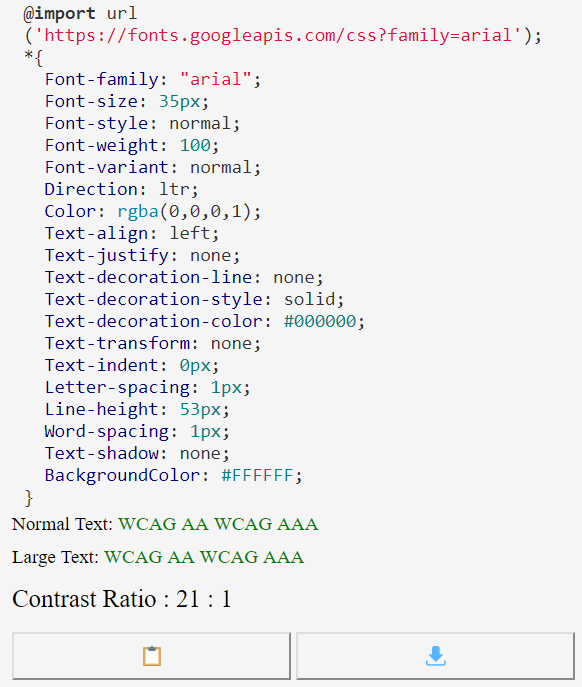 @import url
('https://fonts.googleapis.com/css?family=arial');
*{
Font-family: "arial";
Font-size: 35px;
Font-style: normal;
Font-weight: 100;
Font-variant: normal;
Direction: ltr;
Color: rgba(0,0,0,1);
Text-align: left;
Text-justify: none;
Text-decoration-line: none;
Text-decoration-style: solid;
Text-decoration-color: #000000;
Text-transform: none;
Text-indent: 0px;
Letter-spacing: 1px;
Line-height: 53px;
Word-spacing: 1px;
Text-shadow: none;
BackgroundColor: #FFFFFF;
}
Normal Text: WCAG AA WCAG AAA
Large Text: WCAG AA WCAG AAA
Contrast Ratio : 21 : 1